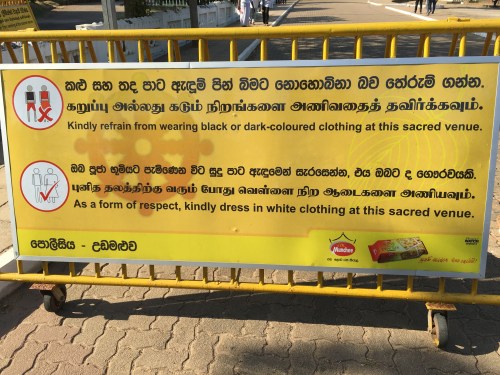 කළු සහ තද පාට ඇඳුම් පින් බිමට නොහොබිනා බව තේරුම් ගන්න.
கறுப்பு அல்லது கடும் நிறங்களை அணிவதைத் தவிர்க்கவும்.
Kindly refrain from wearing black or dark-coloured clothing at this sacred venue.
ඔබ පූජා භූමියට පැමිණෙන විට සුදු පාට ඇඳුමෙන් සැරසෙන්න, එය ඔබට ද ගෞරවයකි.
புனித தலத்திற்கு வரும் போது வெள்ளை நிற ஆடைகளை அணியவும்.
As a form of respect, kindly dress in white clothing at this sacred venue.
පොලීසිය - උඩමළුව
Munchee